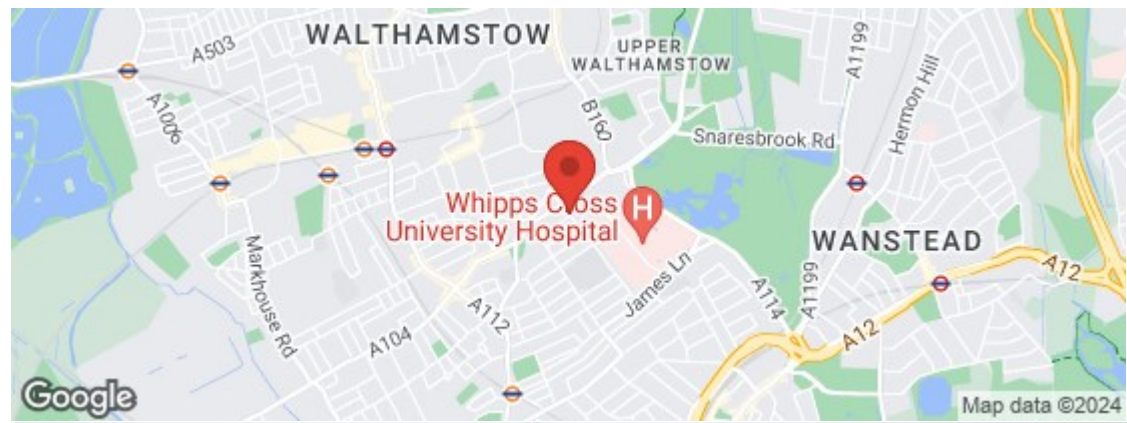 A503
WALTHAMSTOW
UPPER
WALTHAMSTOW
A1199
Hermon Hill
A1006
B160
Snaresbrook Rd
Whipps Cross
University Hospital
H
WANSTEAD
Markhouse Rd
James Ln
A12
A1199
A114
A112
A104
A12
Google
Map data ©2024